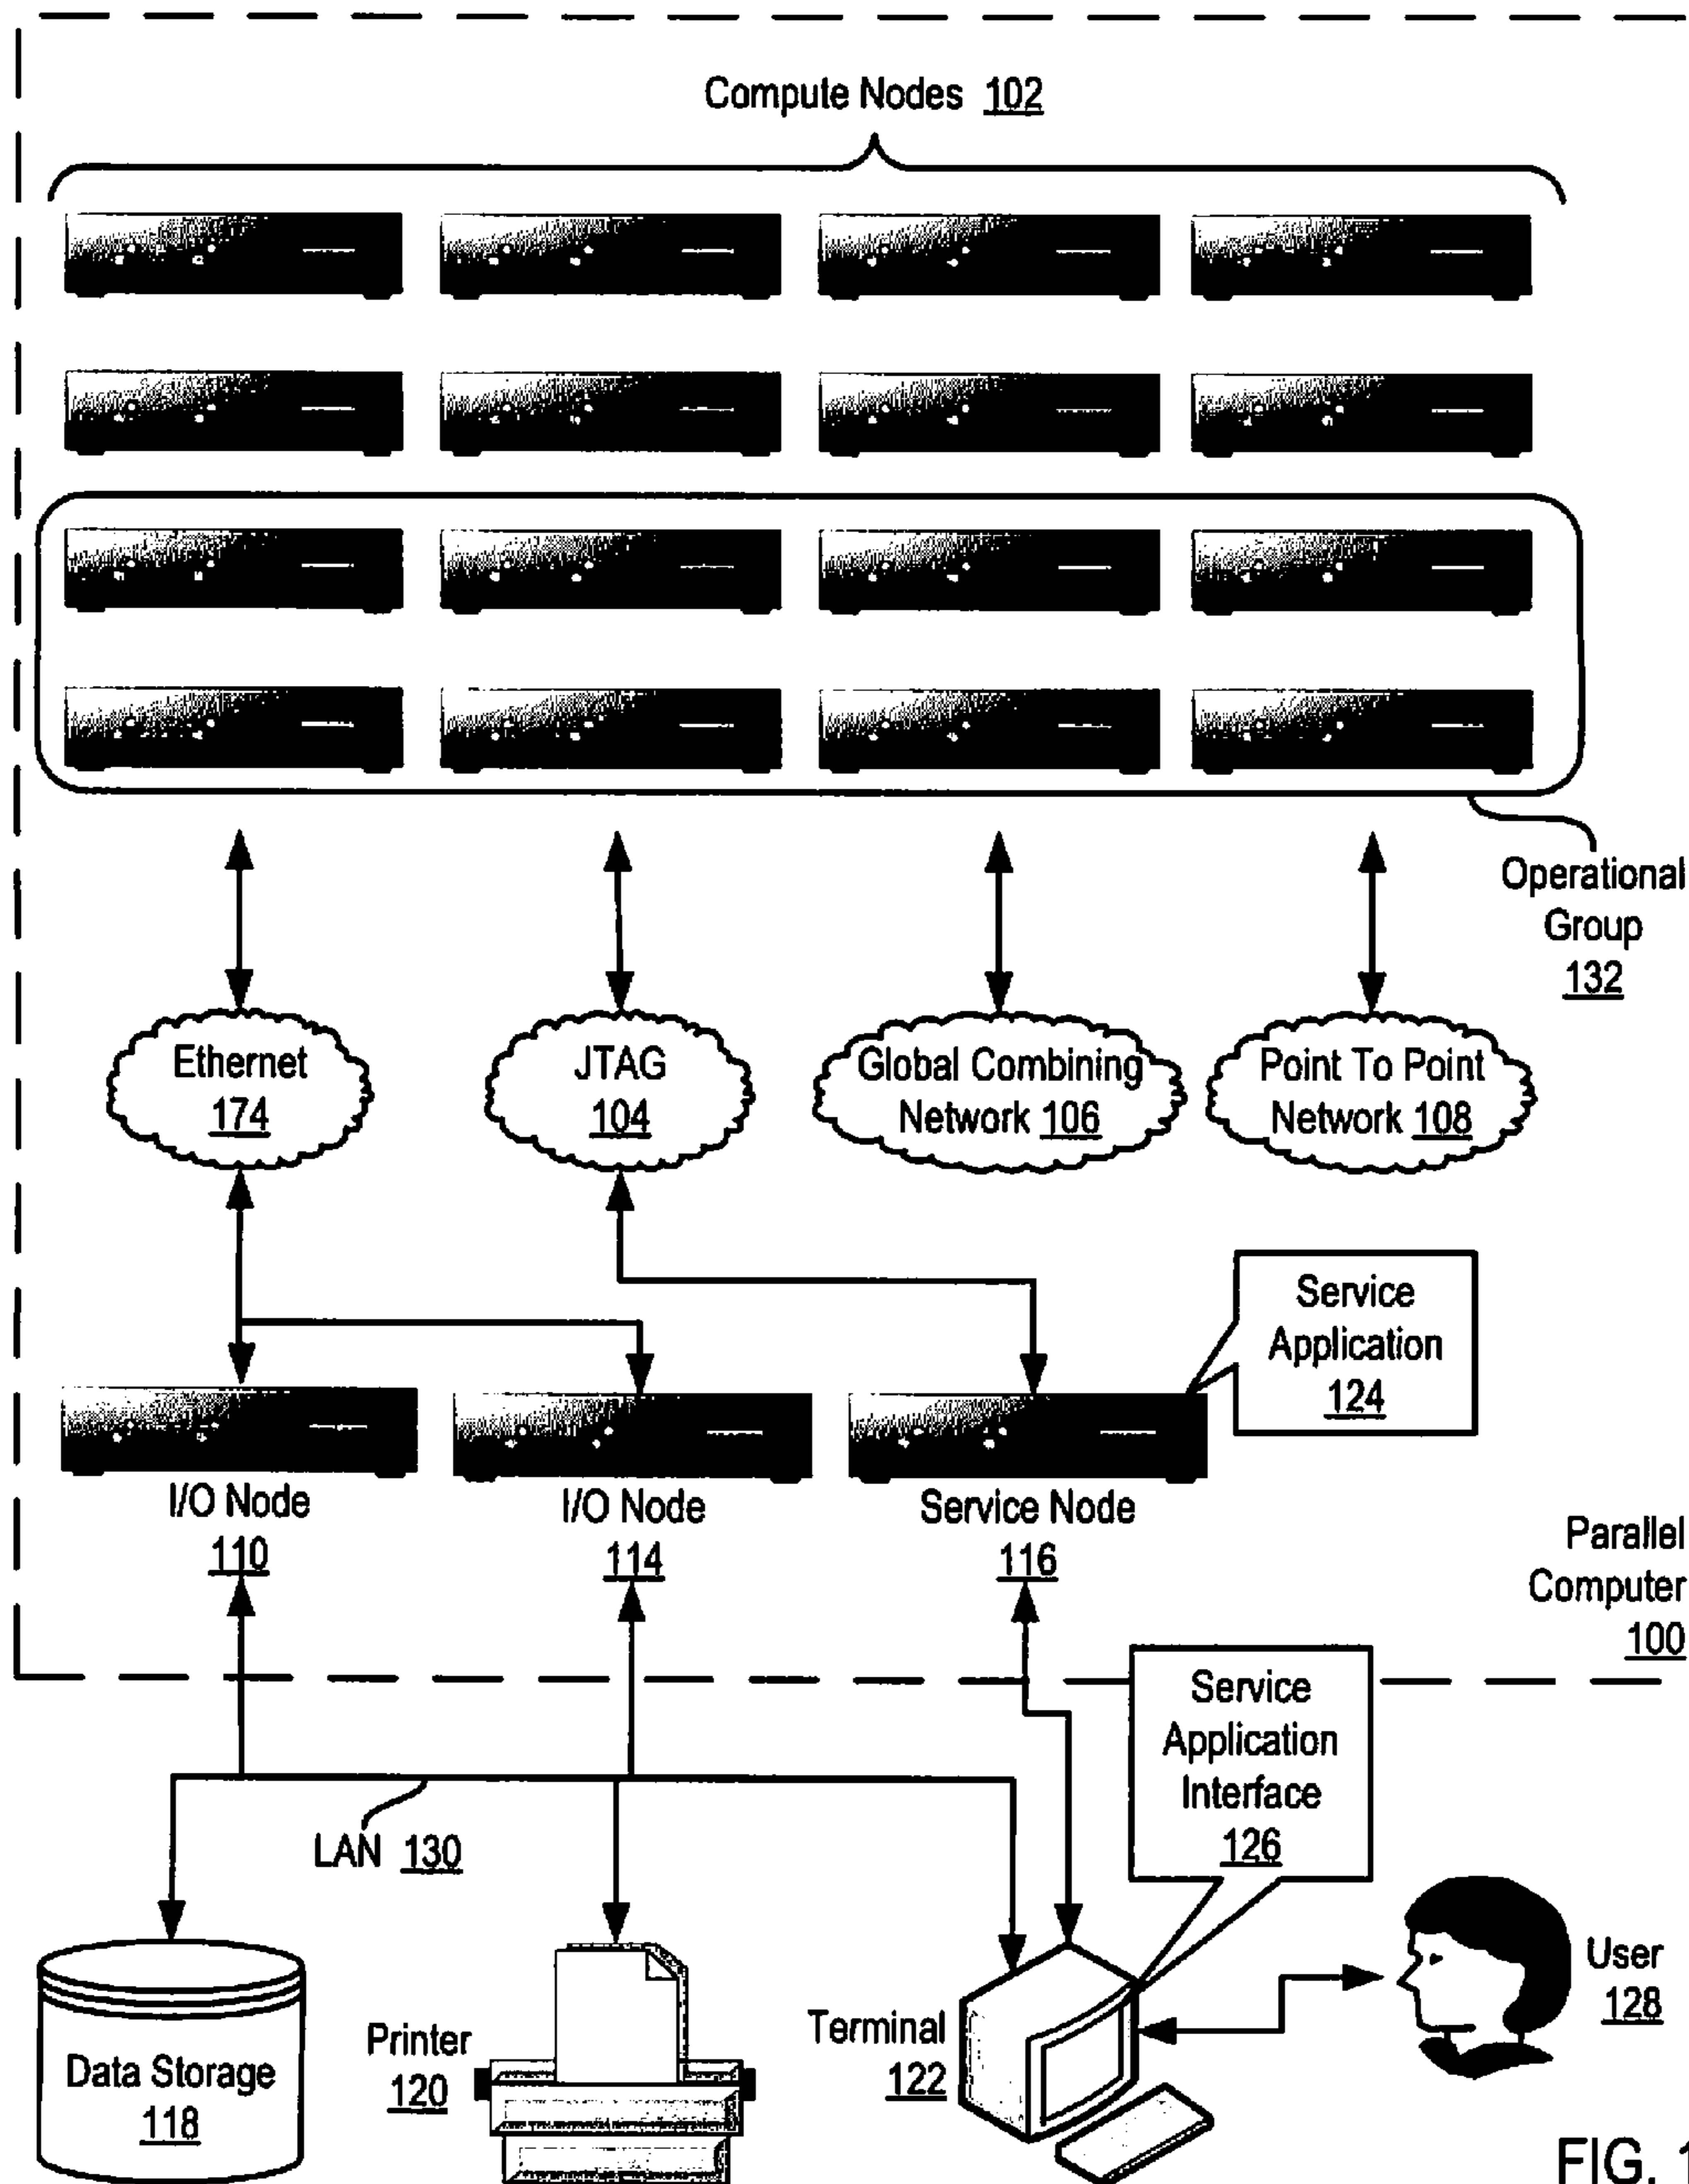 Compute Nodes 102
Operational
Group
132
Ethernet
174
JTAG
104
Global Combining
Network 106
Point To Point
Network 108
Service
Application
124
I/O Node
110
I/O Node
114
Service Node
116
Parallel
Computer
100
Service
Application
Interface
126
LAN 130
Data Storage
118
Printer
120
Terminal
122
User
128
FIG. 1